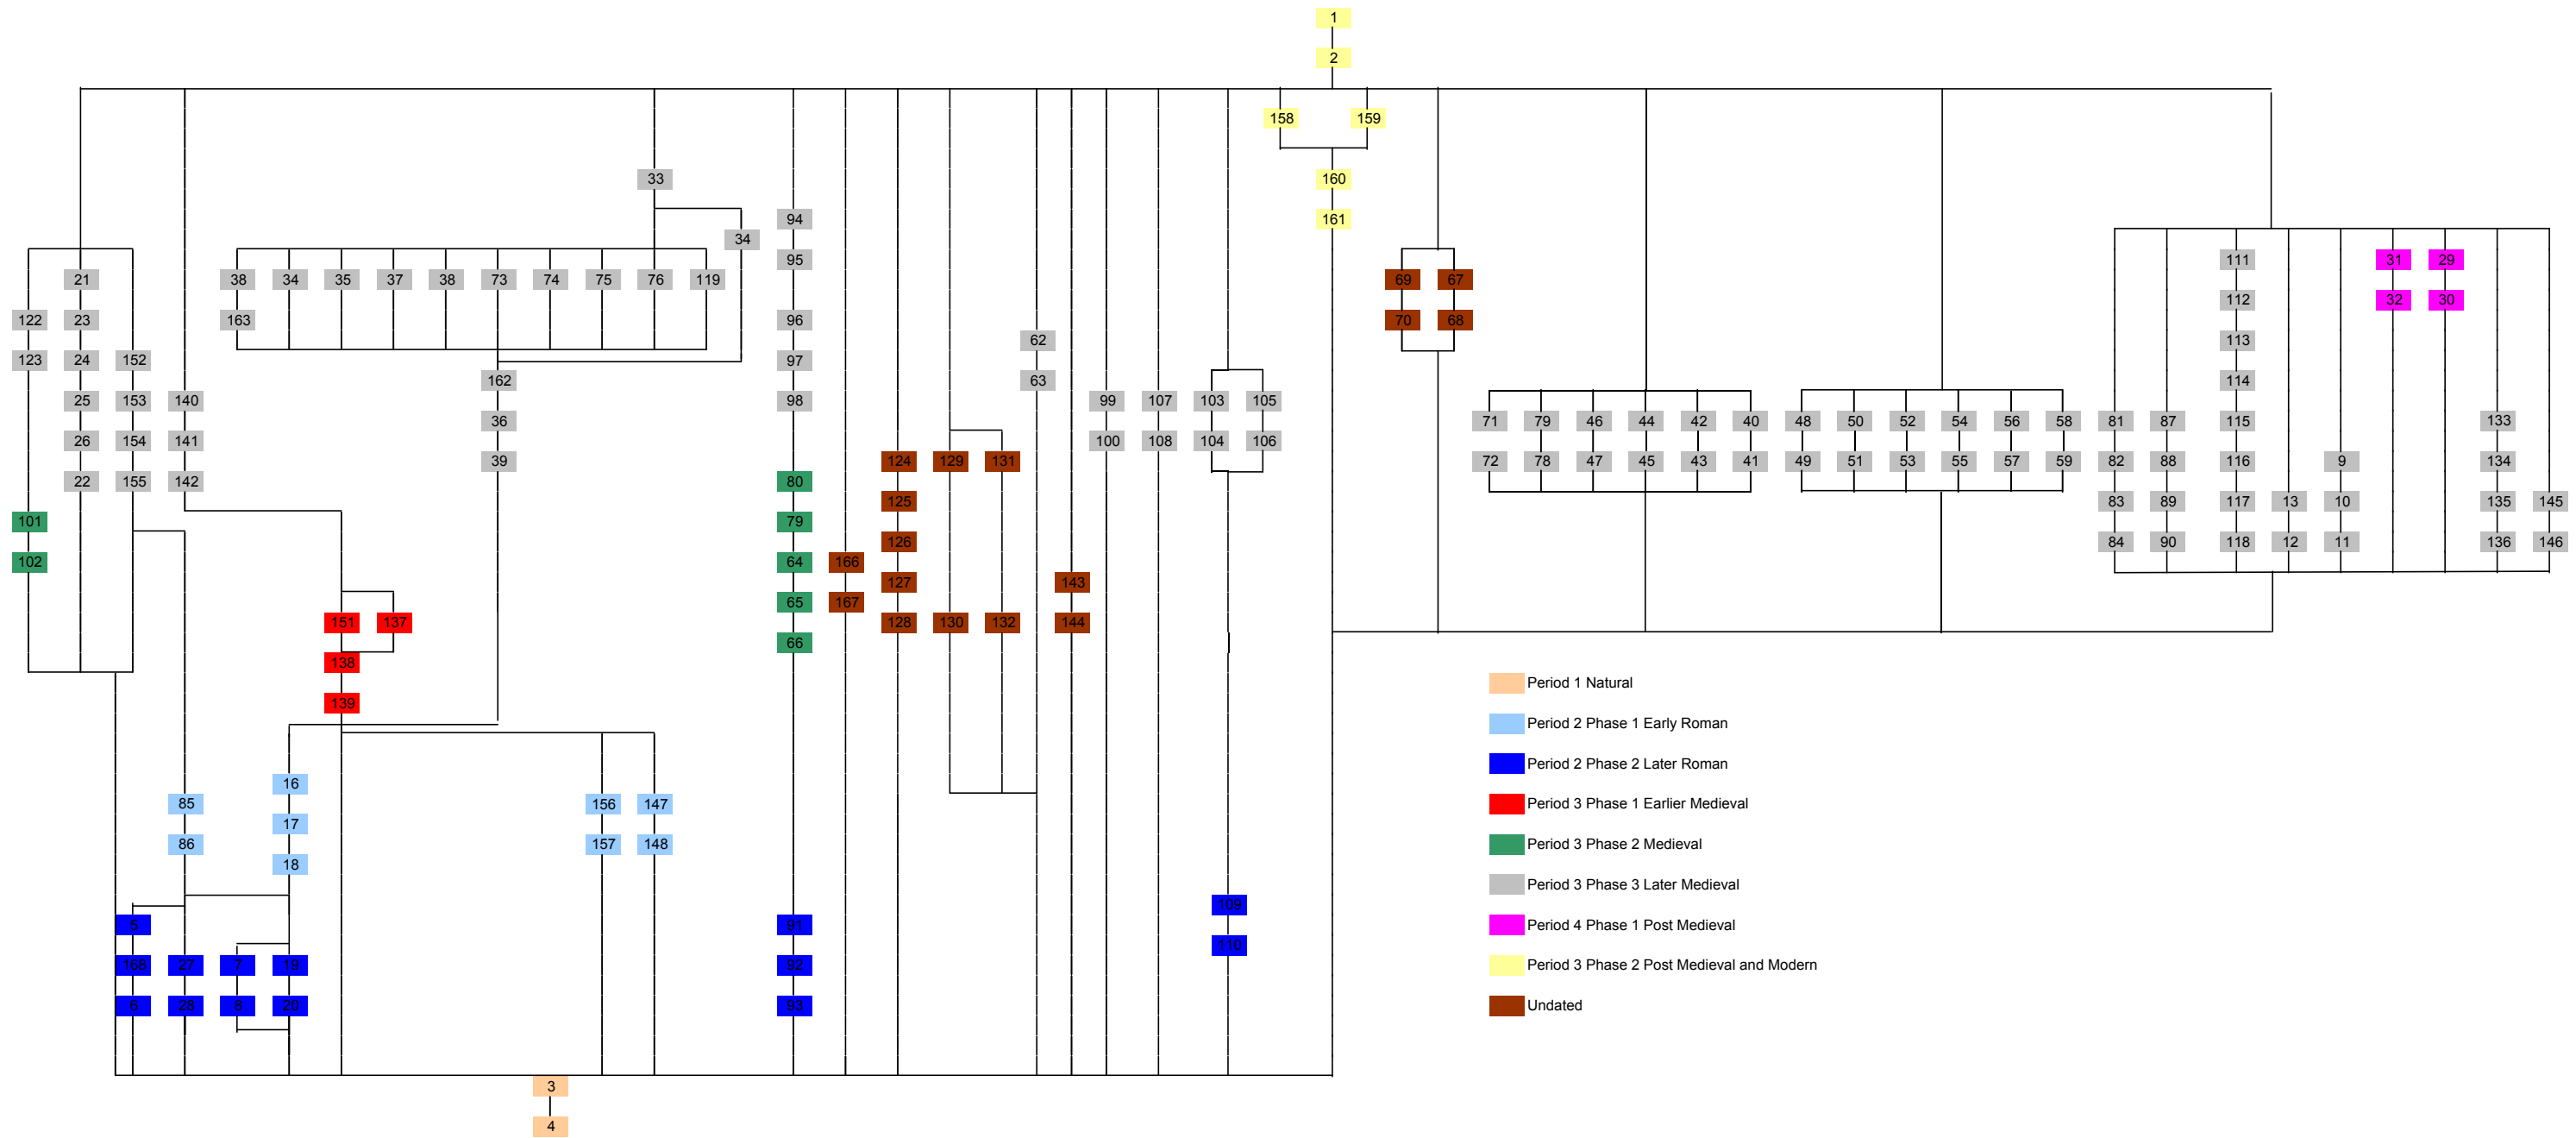 1
2
158 159
33 160
94 161
34
95 111 31 29
21 38 34 35 37 38 73 74 75 76 119 69 67
112 32 30
122 23 163 96 70 68
62 113
123 24 152 97
162 63 114
25 153 140 98 99 107 103 105
36 71 79 46 44 42 40 48 50 52 54 56 58 81 87 115 133
26 154 141 100 108 104 106
39 124 129 131 72 78 47 45 43 41 49 51 53 55 57 59 82 88 116 9 134
22 155 142 80
125 83 89 117 13 10 135 145
101 79
126 84 90 118 12 11 136 146
102 64 166
127 143
65 167
151 137 128 130 132 144
66
138
Period 1 Natural
139
Period 2 Phase 1 Early Roman
Period 2 Phase 2 Later Roman
16
85 156 147 Period 3 Phase 1 Earlier Medieval
17
86 157 148 Period 3 Phase 2 Medieval
18
Period 3 Phase 3 Later Medieval
109
5 91 Period 4 Phase 1 Post Medieval
110
168 27 7 19 92 Period 3 Phase 2 Post Medieval and Modern
6 28 8 20 93 Undated
3
4